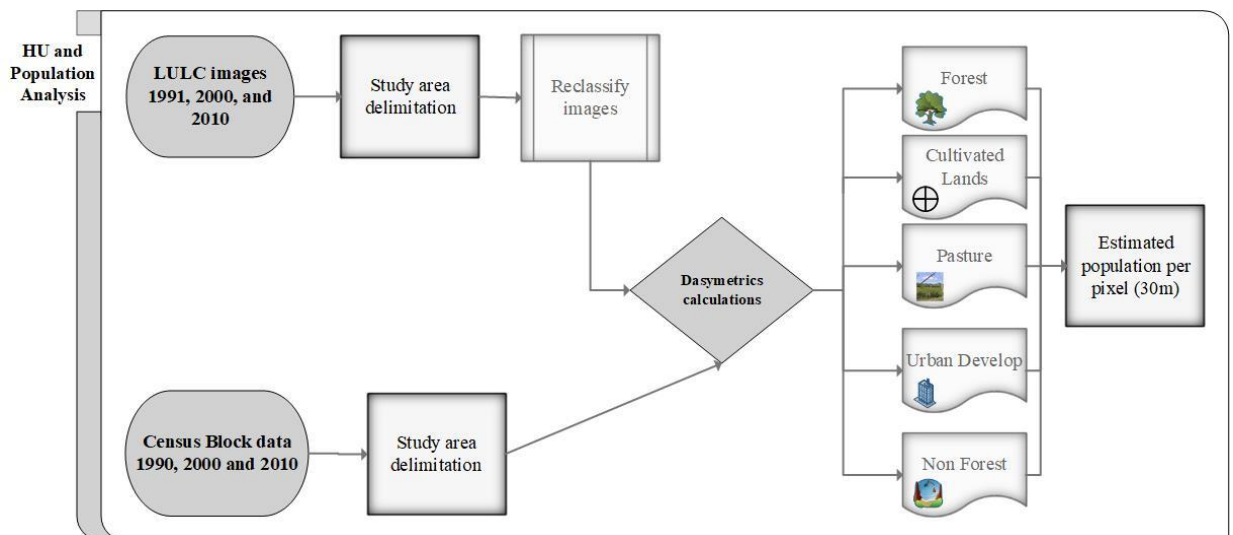 HU and
Population
Analysis
LULC images
1991, 2000, and
2010
Study area
delimitation
Reclassify
images
Census Block data
1990, 2000 and 2010
Study area
delimitation
Dasymetrics
calculations
Forest
Cultivated
Lands
Pasture
Urban Develop
Non Forest
Estimated
population per
pixel (30m)